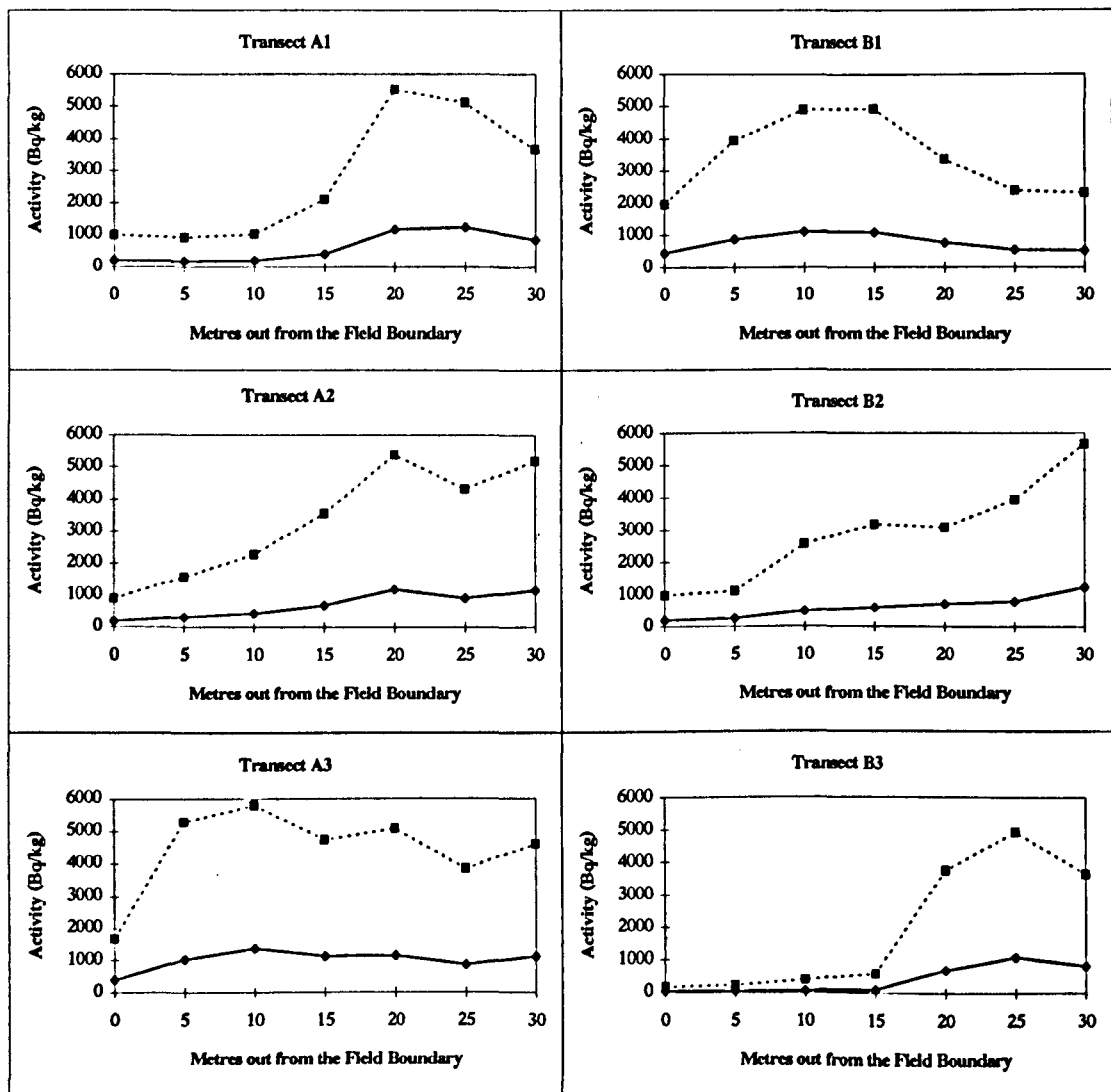 Transect A1
Activity (Bq/kg)
6000
5000
4000
3000
2000
1000
0
0 5 10 15 20 25 30
Metres out from the Field Boundary
Transect B1
Activity (Bq/kg)
6000
5000
4000
3000
2000
1000
0
0 5 10 15 20 25 30
Metres out from the Field Boundary
Transect A2
Activity (Bq/kg)
6000
5000
4000
3000
2000
1000
0
0 5 10 15 20 25 30
Metres out from the Field Boundary
Transect B2
Activity (Bq/kg)
6000
5000
4000
3000
2000
1000
0
0 5 10 15 20 25 30
Metres out from the Field Boundary
Transect A3
Activity (Bq/kg)
6000
5000
4000
3000
2000
1000
0
0 5 10 15 20 25 30
Metres out from the Field Boundary
Transect B3
Activity (Bq/kg)
6000
5000
4000
3000
2000
1000
0
0 5 10 15 20 25 30
Metres out from the Field Boundary